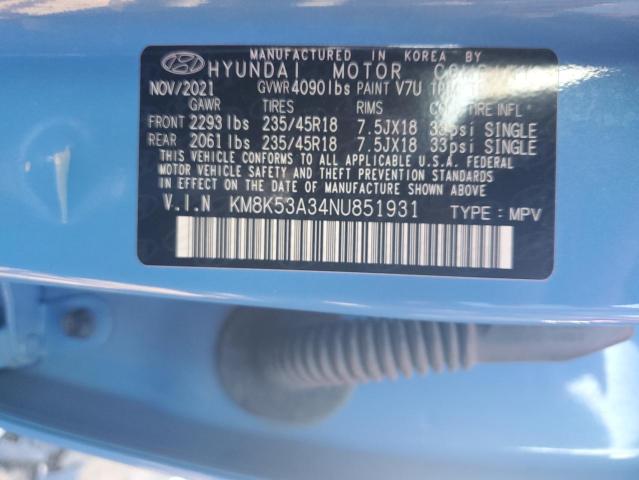 MANUFACTURED IN KOREA BY
HYUNDAI MOTOR
NOV/2021 GVWR 4090lbs PAINT V7U
GAWR TIRES RIMS COLD TIRE INFL'
FRONT 2293lbs 235/45R18 7.5JX18 33psi SINGLE
REAR 2061lbs 235/45R18 7.5JX18 33psi SINGLE
THIS VEHICLE CONFORMS TO ALL APPLICABLE U.S.A. FEDERAL
MOTOR VEHICLE SAFETY AND THEFT PREVENTION STANDARDS
IN EFFECT ON THE DATE OF MANUFACTURE SHOWN ABOVE
V.I.N KM8K53A34NU851931 TYPE: MPV